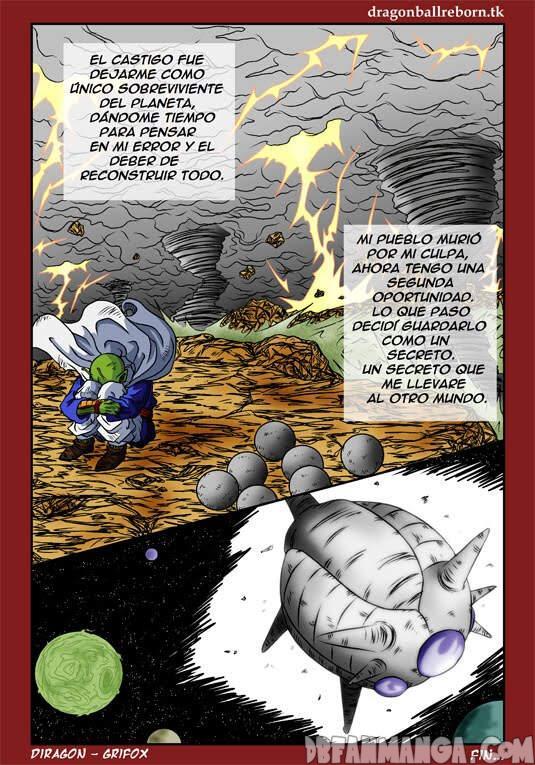 dragonballreborn.tk
EL CASTIGO FUE
DEJARME COMO
ÚNICO SOBREVIVIENTE
DEL PLANETA,
DÁNDOME TIEMPO
PARA PENSAR
EN MI ERROR Y EL
DEBER DE
RECONSTRUIR TODO.
MI PUEBLO MURIÓ
POR MI CULPA,
AHORA TENGO UNA
SEGUNDA
OPORTUNIDAD.
LO QUE PASO
DECIDÍ GUARDARLO
COMO UN
SECRETO.
UN SECRETO QUE
ME LLEVARE
AL OTRO MUNDO.
DIRAGON - GRIFOX
DBFANMANGA.COM
FIN...